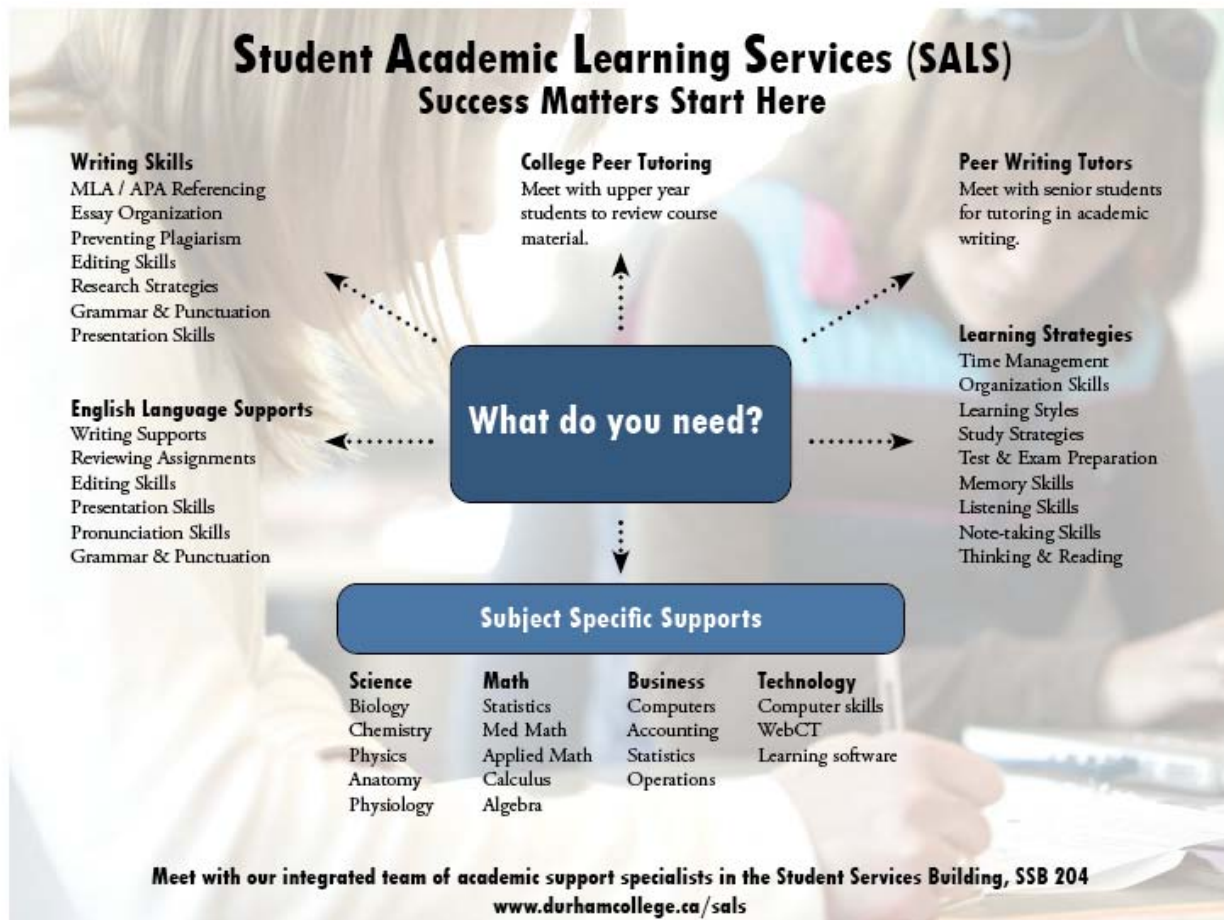 Student Academic Learning Services (SALS)
Success Matters Start Here
Writing Skills
MLA / APA Referencing
Essay Organization
Preventing Plagiarism
Editing Skills
Research Strategies
Grammar & Punctuation
Presentation Skills
College Peer Tutoring
Meet with upper year
students to review course
material.
Peer Writing Tutors
Meet with senior students
for tutoring in academic
writing.
English Language Supports
Writing Supports
Reviewing Assignments
Editing Skills
Presentation Skills
Pronunciation Skills
Grammar & Punctuation
What do you need?
Learning Strategies
Time Management
Organization Skills
Learning Styles
Study Strategies
Test & Exam Preparation
Memory Skills
Listening Skills
Note-taking Skills
Thinking & Reading
Subject Specific Supports
Science
Biology
Chemistry
Physics
Anatomy
Physiology
Math
Statistics
Med Math
Applied Math
Calculus
Algebra
Business
Computers
Accounting
Statistics
Operations
Technology
Computer skills
WebCT
Learning software
Meet with our integrated team of academic support specialists in the Student Services Building, SSB 204
www.durhamcollege.ca/sals